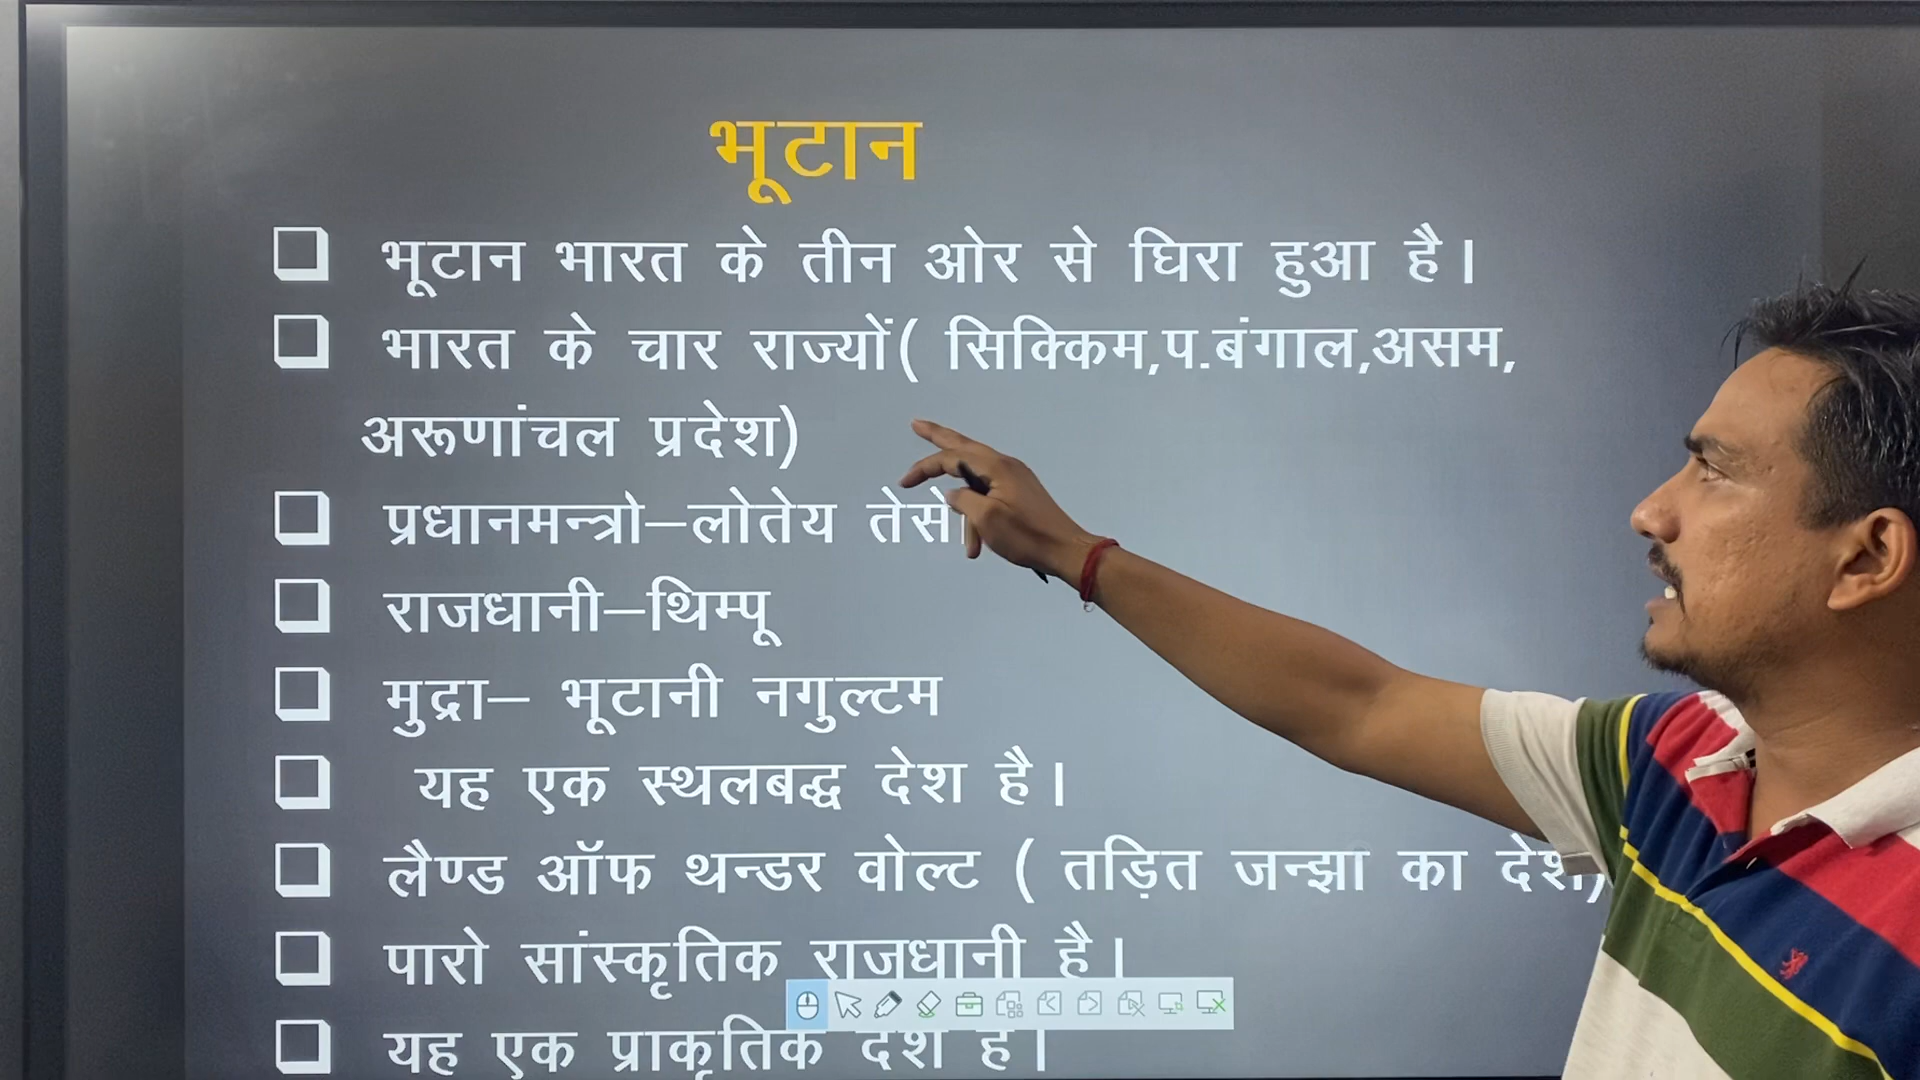 भूटान
भूटान भारत के तीन ओर से घिरा हुआ है।
भारत के चार राज्यों( सिक्किम,प.बंगाल,असम,
अरूणांचल प्रदेश)
प्रधानमन्त्री–लोतेय
राजधानी–थिम्पू
मुद्रा– भूटानी नगुल्टम
यह एक स्थलबद्ध देश है।
लैण्ड ऑफ थन्डर वोल्ट ( तड़ित जन्झा का देश)
पारो सांस्कृतिक राजधानी है।
यह एक प्राकृतिक देश है।